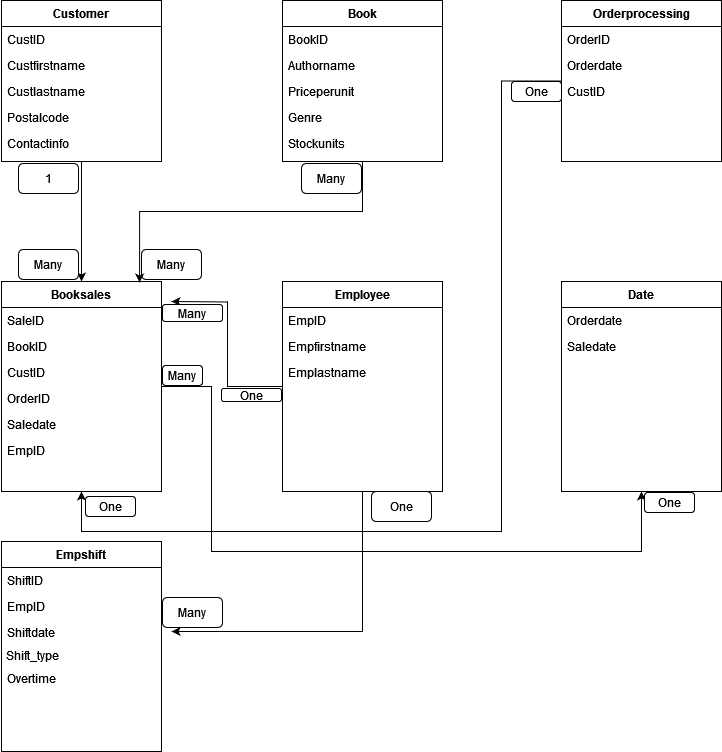 Customer
CustID
Custfirstname
Custlastname
Postalcode
Contactinfo
1
Many
Book
BookID
Authorname
Priceperunit
Genre
Stockunits
Many
Many
Orderprocessing
OrderID
Orderdate
CustID
One
Booksales
SaleID
BookID
CustID
OrderID
Saledate
EmpID
Many
Many
One
Employee
EmpID
Empfirstname
Emplastname
One
One
Date
Orderdate
Saledate
One
Empshift
ShiftID
EmpID
Shiftdate
Shift_type
Overtime
Many